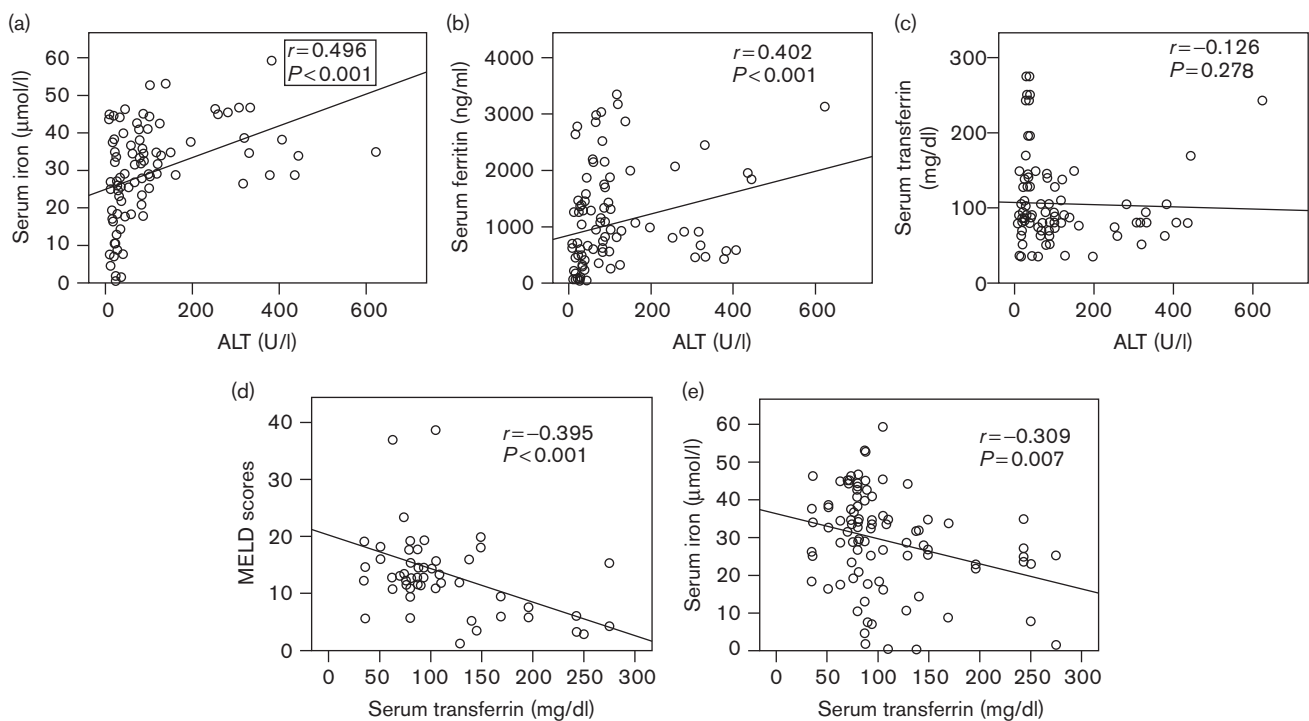 (a)
r=0.496
P<0.001
Serum iron (μmol/l)
60
50
40
30
20
10
0
0 200 400 600
ALT (U/l)
(b)
r=0.402
P<0.001
Serum ferritin (ng/ml)
4000
3000
2000
1000
0
0 200 400 600
ALT (U/l)
(c)
r=−0.126
P=0.278
Serum transferrin
(mg/dl)
300
200
100
0
0 200 400 600
ALT (U/l)
(d)
r=−0.395
P<0.001
MELD scores
40
30
20
10
0
0 50 100 150 200 250 300
Serum transferrin (mg/dl)
(e)
r=−0.309
P=0.007
Serum iron (μmol/l)
60
50
40
30
20
10
0
0 50 100 150 200 250 300
Serum transferrin (mg/dl)